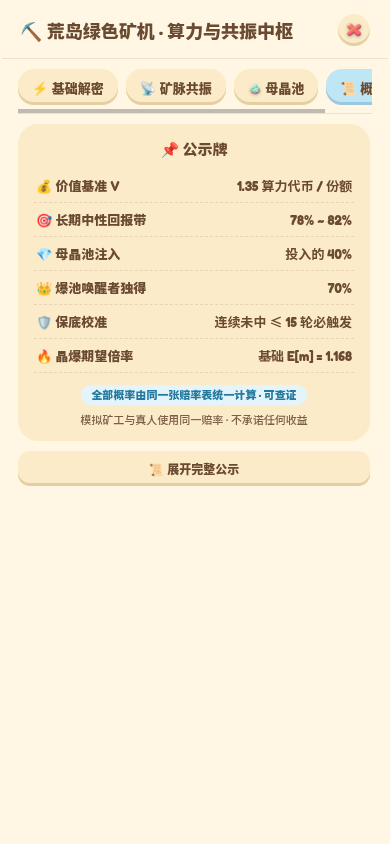 ⛏️ 荒岛绿色矿机 · 算力与共振中枢
⚡ 基础解密
📡 矿脉共振
🪨 母晶池
📜 概
📌 公示牌
💰 价值基准 V
1.35 算力代币 / 份额
🎯 长期中性回报带
78% ~ 82%
💎 母晶池注入
投入的 40%
👑 爆池唤醒者独得
70%
🛡️ 保底校准
连续未中 ≤ 15 轮必触发
🔥 晶爆期望倍率
基础 E[m] = 1.168
全部概率由同一张赔率表统一计算 · 可查证
模拟矿工与真人使用同一赔率 · 不承诺任何收益
📜 展开完整公示